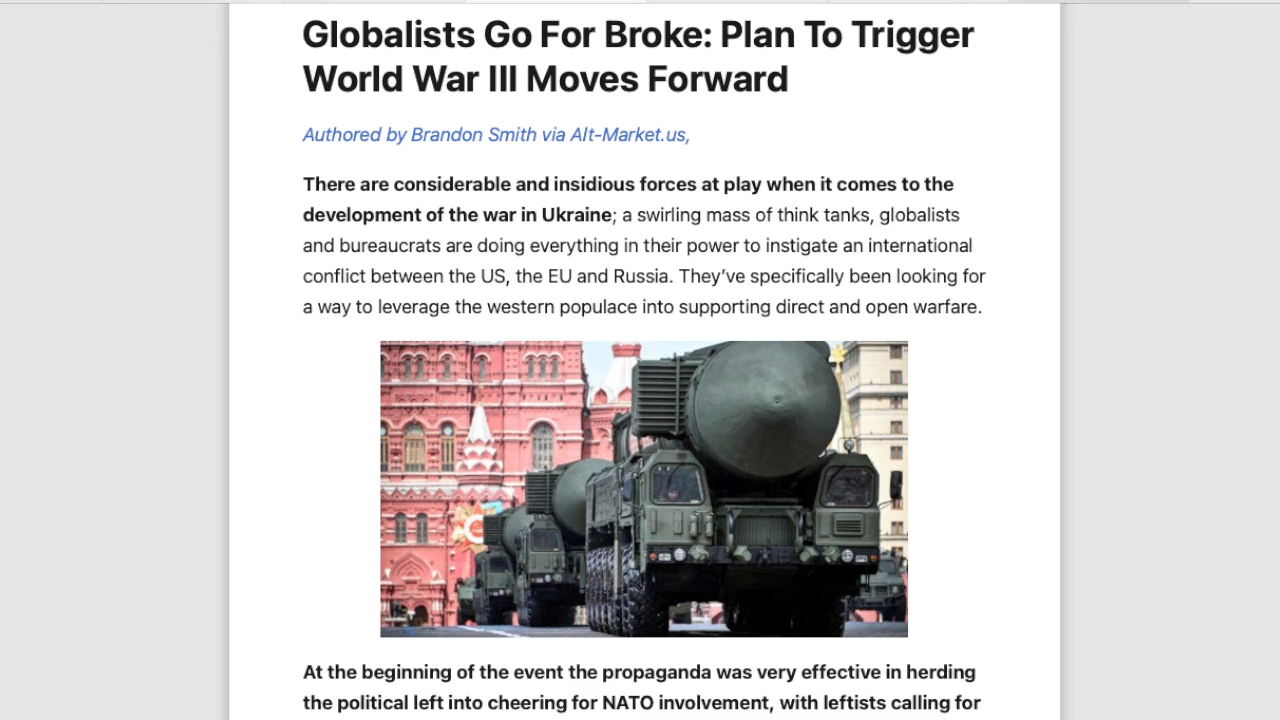 Globalists Go For Broke: Plan To Trigger
World War III Moves Forward
Authored by Brandon Smith via Alt-Market.us,
There are considerable and insidious forces at play when it comes to the
development of the war in Ukraine; a swirling mass of think tanks, globalists
and bureaucrats are doing everything in their power to instigate an international
conflict between the US, the EU and Russia. They’ve specifically been looking for
a way to leverage the western populace into supporting direct and open warfare.
At the beginning of the event the propaganda was very effective in herding
the political left into cheering for NATO involvement, with leftists calling for